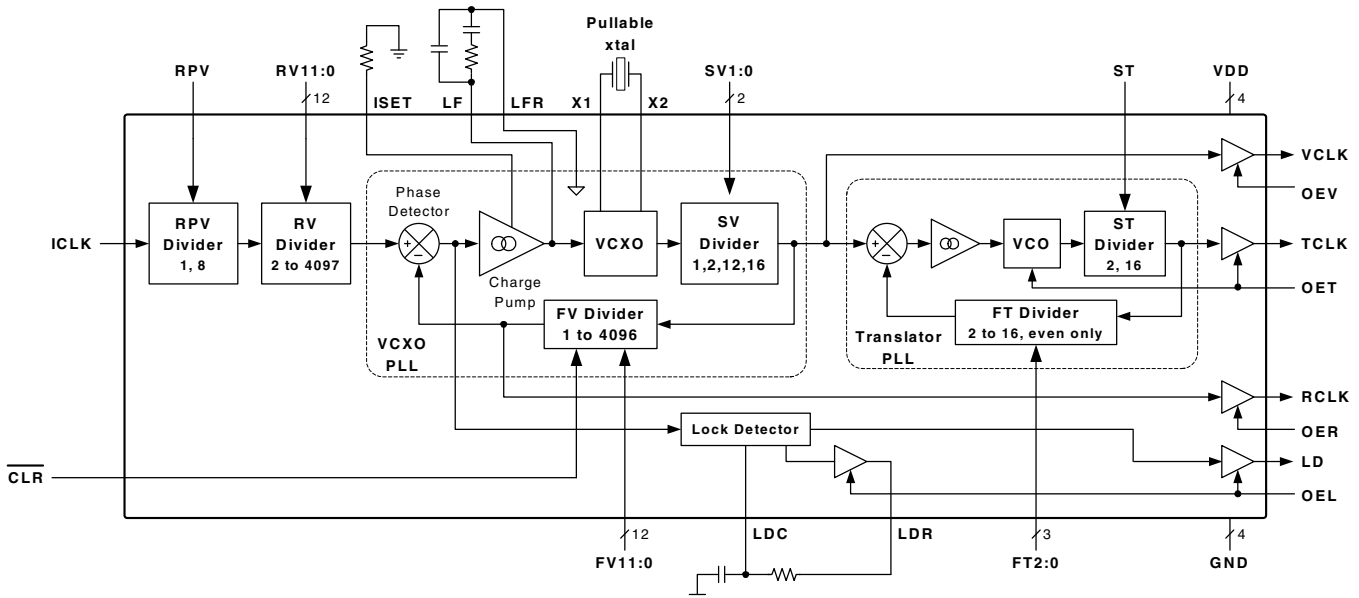 Pullable
xtal
RPV
RV11:0
SV1:0
ST
VDD
12
ISET
LF
LFR
X1
X2
2
4
VCLK
OEV
Phase
Detector
RPV
Divider
1, 8
RV
Divider
2 to 4097
+
−
VCXO
SV
Divider
1,2,12,16
+
−
VCO
ST
Divider
2, 16
ICLK
TCLK
OET
Charge
Pump
FV Divider
1 to 4096
FT Divider
2 to 16, even only
VCXO
PLL
Translator
PLL
RCLK
OER
Lock Detector
LD
OEL
CLR
12
LDC
LDR
3
4
FV11:0
FT2:0
GND